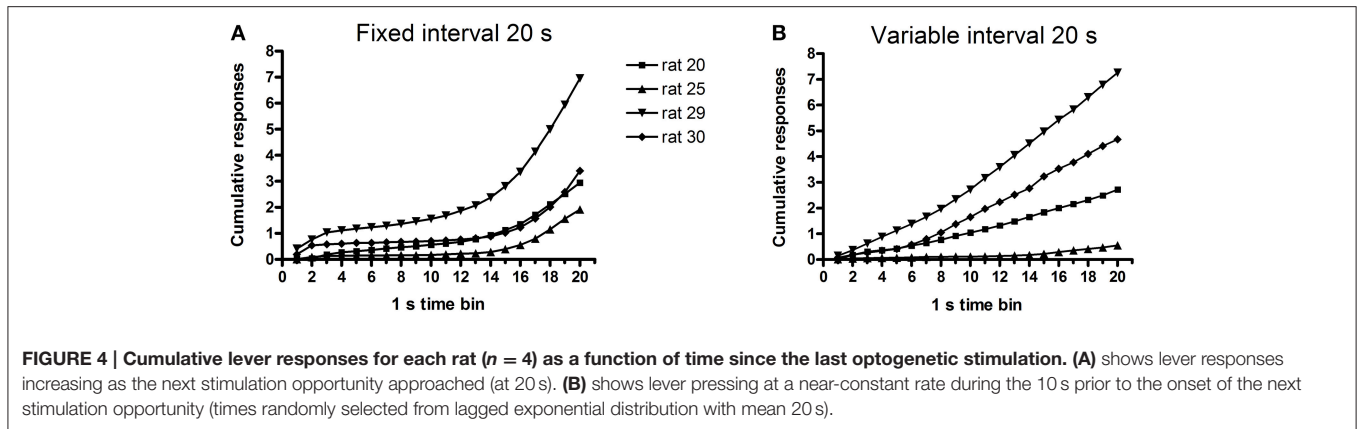 A
Fixed interval 20 s
Cumulative responses
8
7
6
5
4
3
2
1
0
0 2 4 6 8 10 12 14 16 18 20
1 s time bin
rat 20
rat 25
rat 29
rat 30
B
Variable interval 20 s
Cumulative responses
8
7
6
5
4
3
2
1
0
0 2 4 6 8 10 12 14 16 18 20
1 s time bin
FIGURE 4 | Cumulative lever responses for each rat (n = 4) as a function of time since the last optogenetic stimulation. (A) shows lever responses
increasing as the next stimulation opportunity approached (at 20 s). (B) shows lever pressing at a near-constant rate during the 10 s prior to the onset of the next
stimulation opportunity (times randomly selected from lagged exponential distribution with mean 20 s).